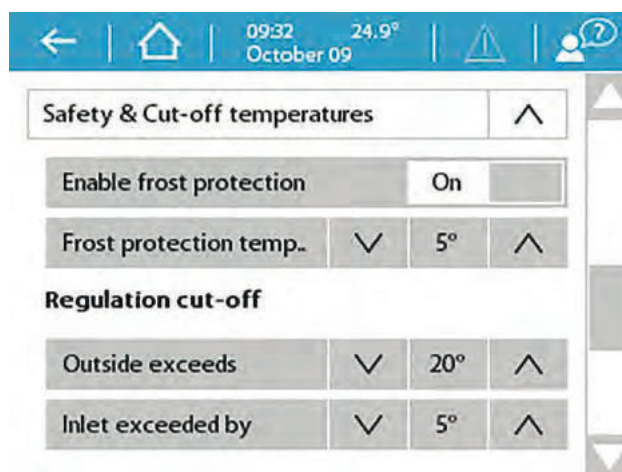 09:32 24.9°
October 09
?
Safety & Cut-off temperatures
Enable frost protection On
Frost protection temp.. 5°
Regulation cut-off
Outside exceeds 20°
Inlet exceeded by 5°